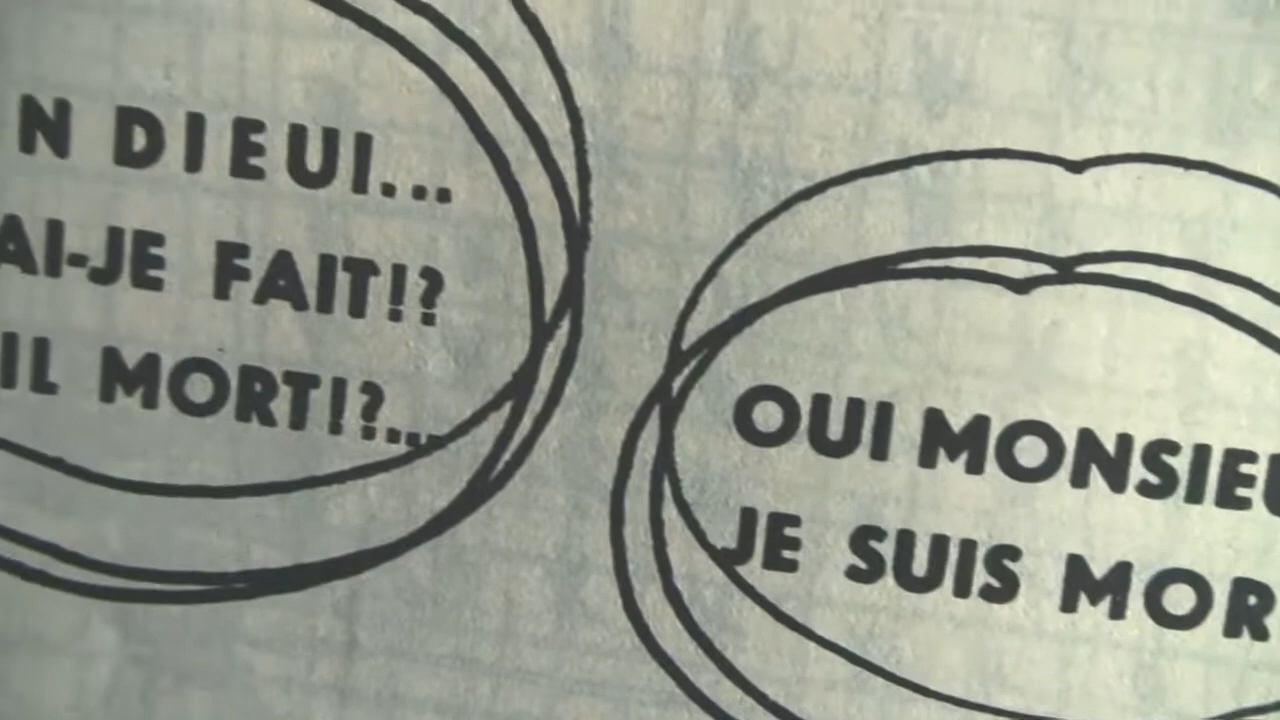 N DIEUI...
AI-JE FAIT!?
IL MORT!?...
OUI MONSIEU
JE SUIS MOR